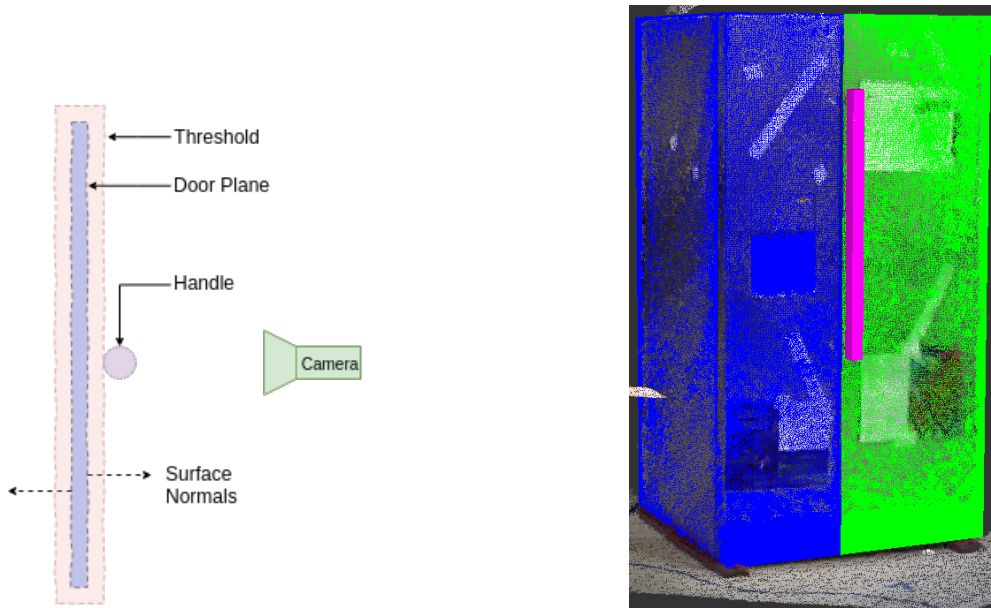 Threshold
Door Plane
Handle
Camera
Surface
Normals